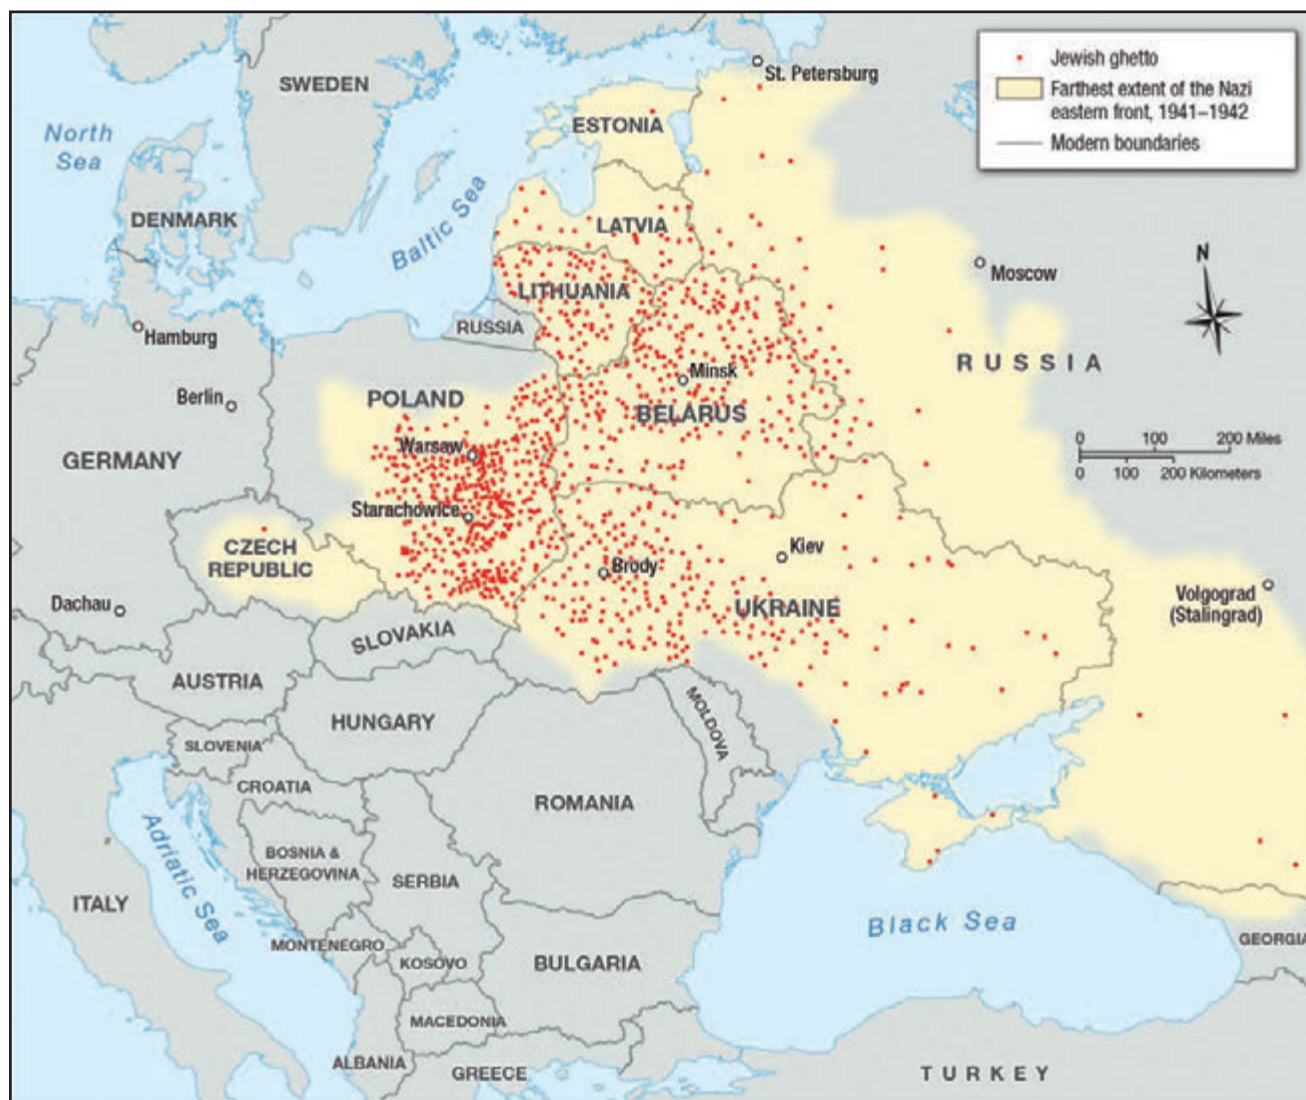 Jewish ghetto
Farthest extent of the Nazi
eastern front, 1941–1942
Modern boundaries
St. Petersburg
SWEDEN
North
Sea
ESTONIA
DENMARK
Baltic Sea
LATVIA
N
Moscow
LITHUANIA
RUSSIA
Hamburg
RUSSIA
Minsk
Berlin
POLAND
BELARUS
Warsaw
0 100 200 Miles
0 100 200 Kilometers
GERMANY
Starachowice
CZECH
REPUBLIC
Kiev
Brody
Volgograd
(Stalingrad)
Dachau
UKRAINE
SLOVAKIA
AUSTRIA
HUNGARY
MOLDOVA
SLOVENIA
CROATIA
ROMANIA
Adriatic Sea
BOSNIA &
HERZEGOVINA
SERBIA
ITALY
Black Sea
MONTENEGRO
KOSOVO
BULGARIA
GEORGIA
MACEDONIA
ALBANIA
GREECE
TURKEY